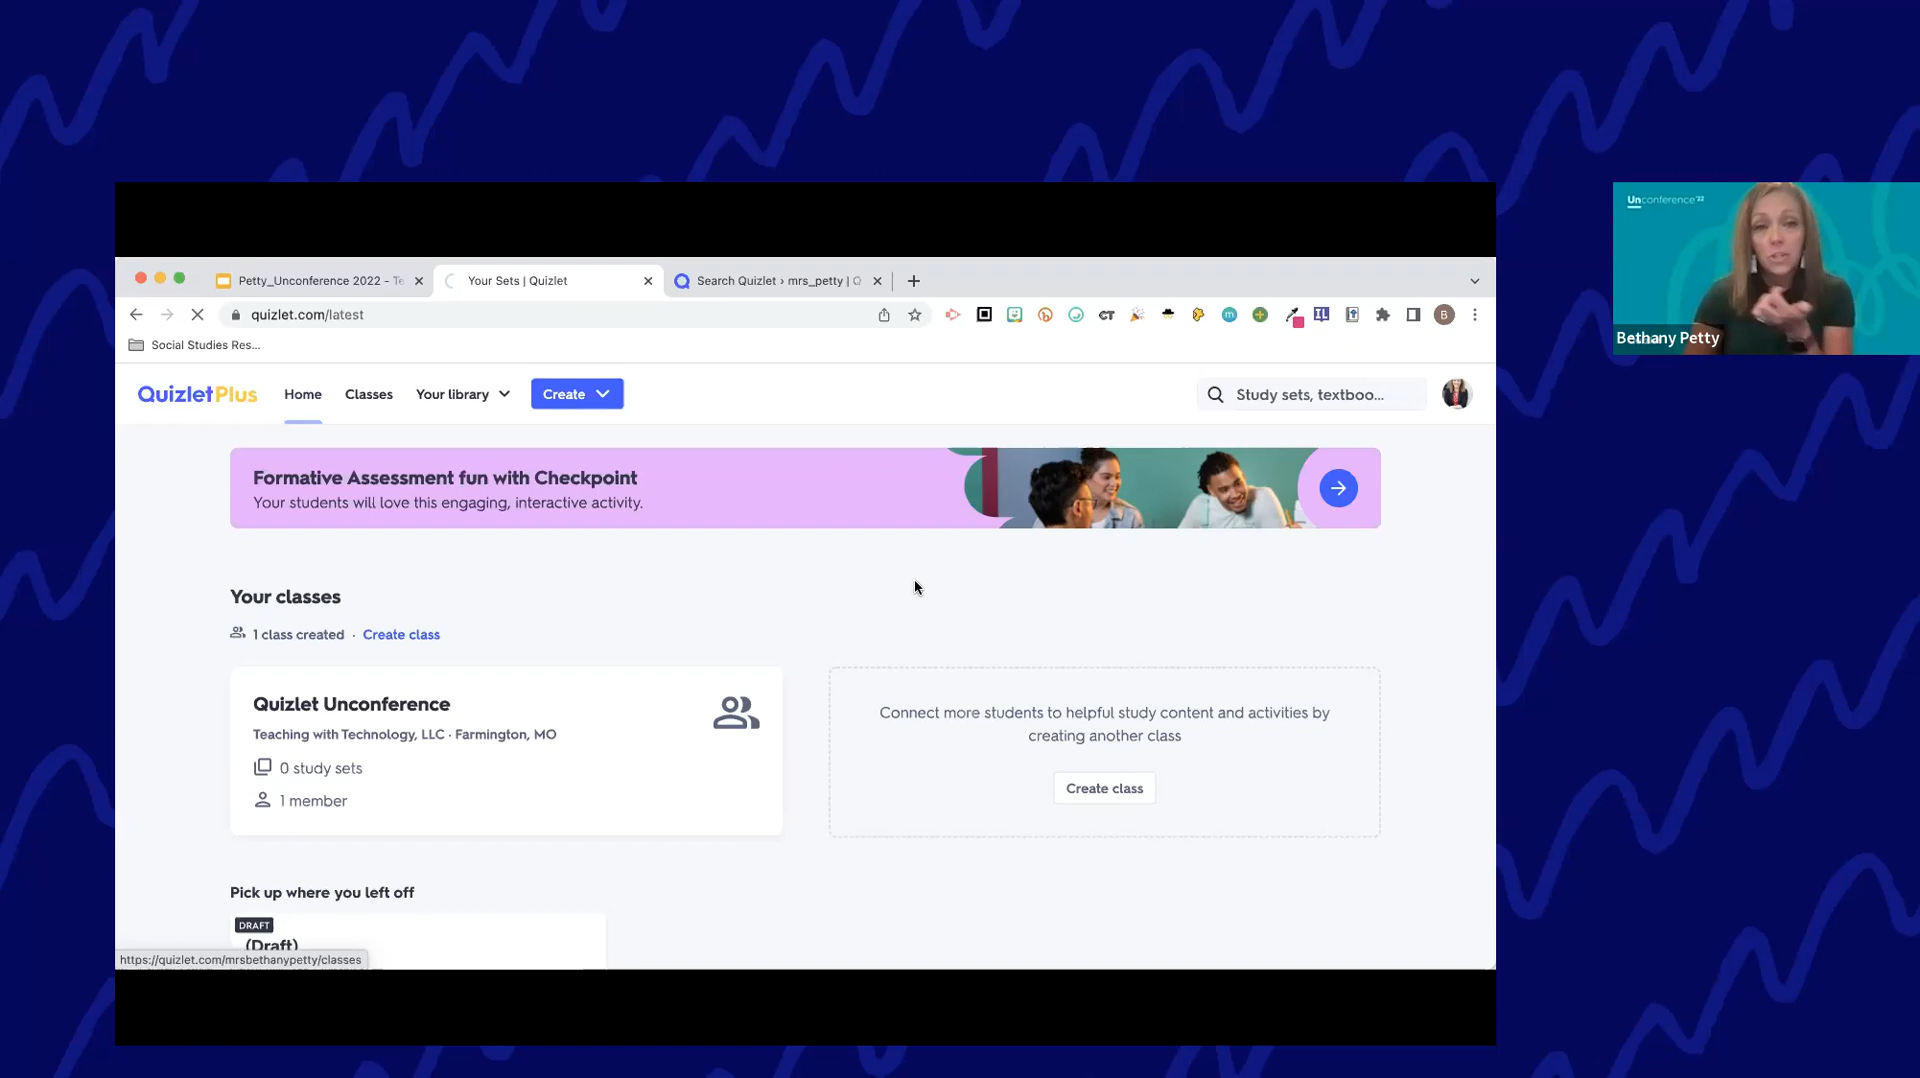 Unconference'22
Bethany Petty
Petty_Unconference 2022 - Te
Your Sets | Quizlet
Search Quizlet › mrs_petty | Q
quizlet.com/latest
CT
m
IL
B
Social Studies Res...
QuizletPlus
Home
Classes
Your library
Create
Study sets, textboo...
Formative Assessment fun with Checkpoint
Your students will love this engaging, interactive activity.
Your classes
1 class created · Create class
Quizlet Unconference
Teaching with Technology, LLC · Farmington, MO
0 study sets
1 member
Connect more students to helpful study content and activities by
creating another class
Create class
Pick up where you left off
DRAFT
(Draft)
https://quizlet.com/mrsbethanypetty/classes